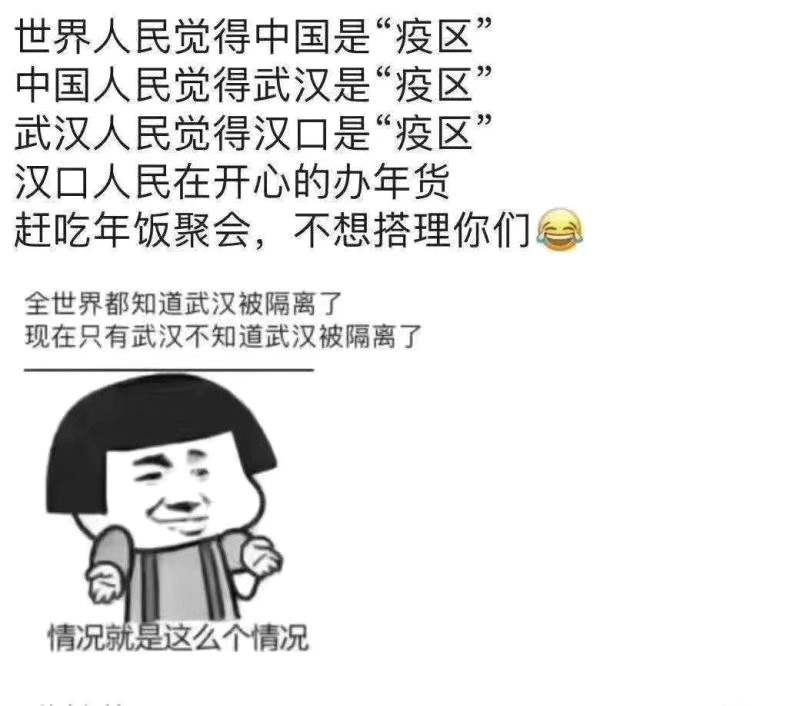 世界人民觉得中国是“疫区”
中国人民觉得武汉是“疫区”
武汉人民觉得汉口是“疫区”
汉口人民在开心的办年货
赶吃年饭聚会，不想搭理你们😂
全世界都知道武汉被隔离了
现在只有武汉不知道武汉被隔离了
情况就是这么个情况